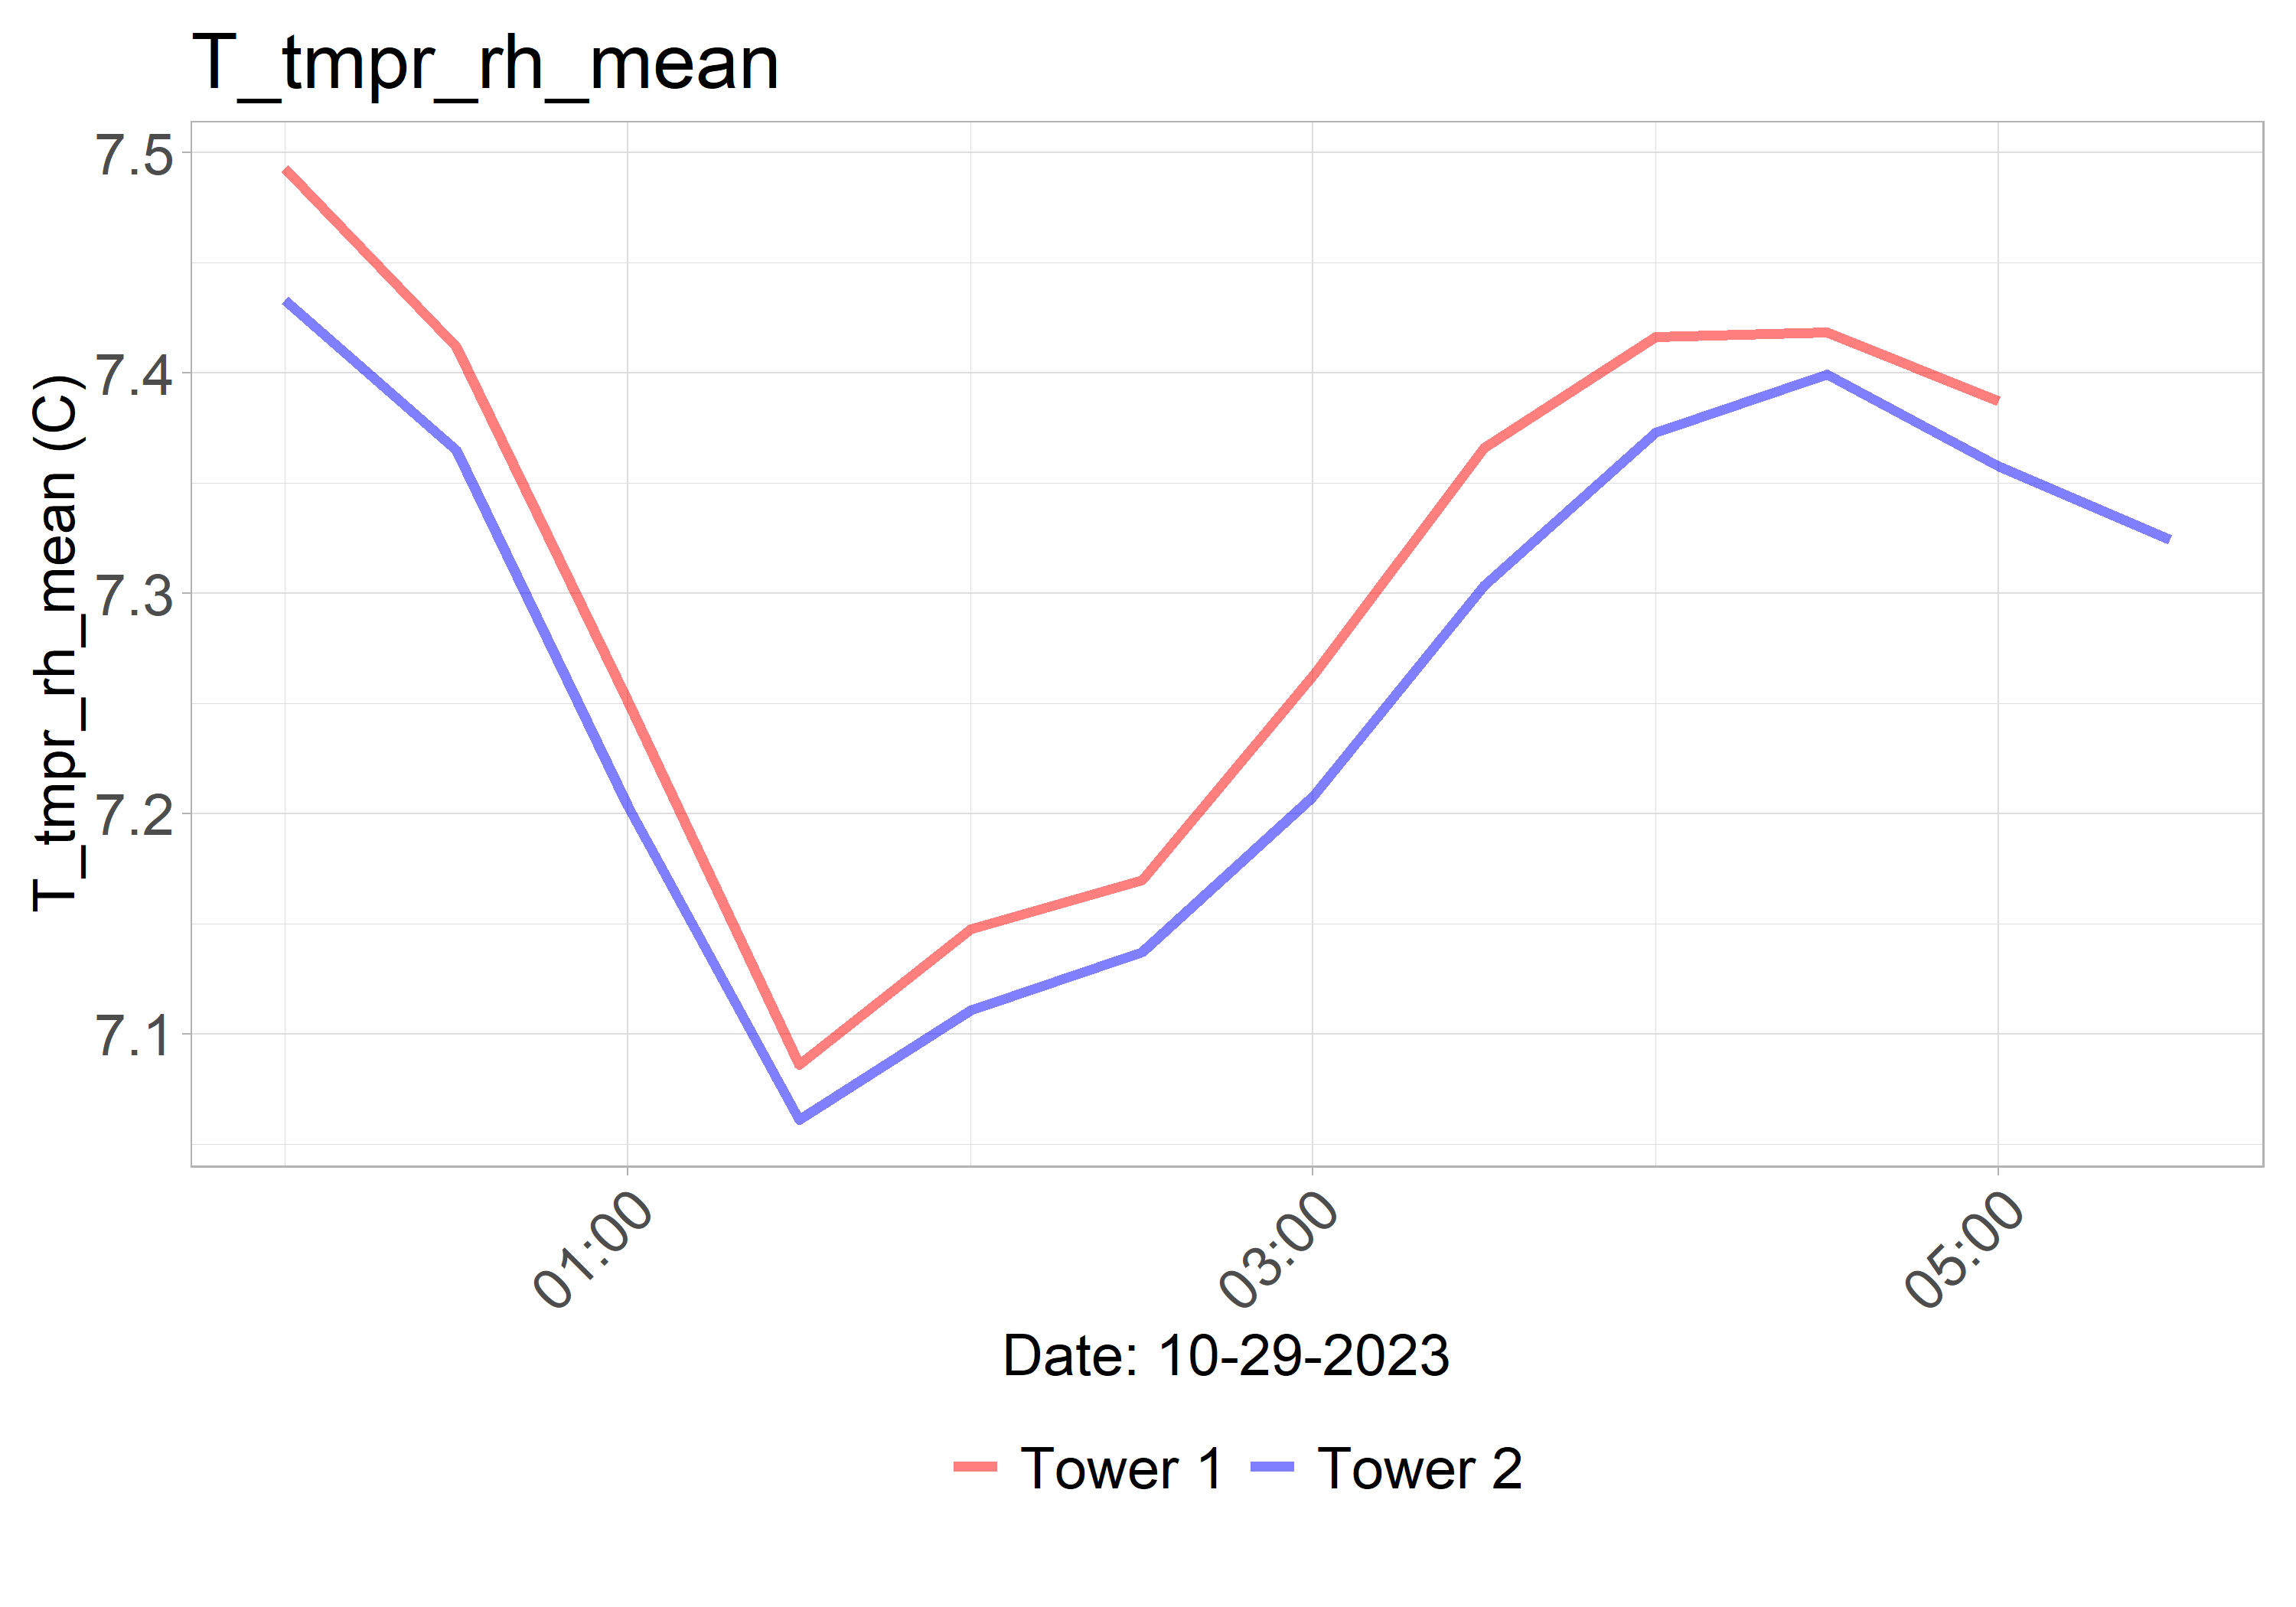 T_tmpr_rh_mean
T_tmpr_rh_mean (C)
7.5
7.4
7.3
7.2
7.1
01:00
03:00
05:00
Date: 10-29-2023
Tower 1
Tower 2